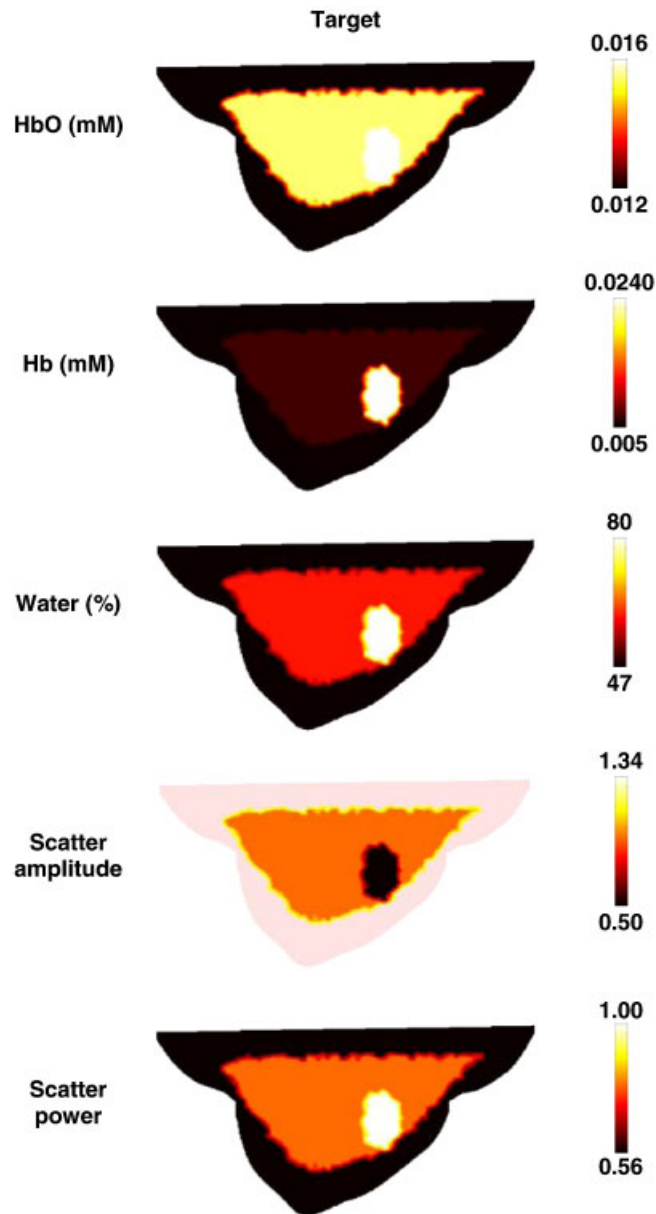 Target
HbO (mM)
0.016
0.012
Hb (mM)
0.0240
0.005
Water (%)
80
47
Scatter
amplitude
1.34
0.50
Scatter
power
1.00
0.56